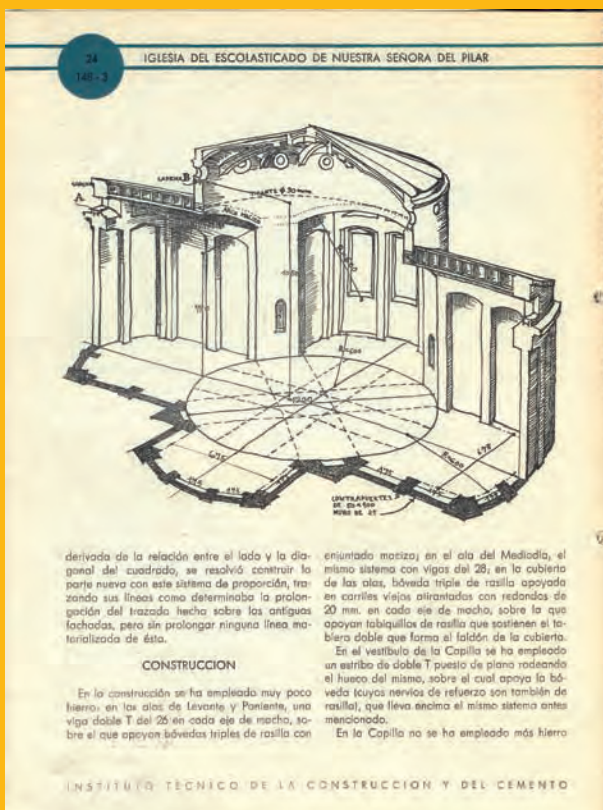 24
148 - 3
IGLESIA DEL ESCOLASTICADO DE NUESTRA SEÑORA DEL PILAR
A
B
CONTRAFUERTES
MURO DE 25
derivada de la relación entre el lado y la dia-
gonal del cuadrado, se resolvió construir la
parte nueva con este sistema de proporción, tra-
zando sus líneas como determinaba la prolon-
gación del trazado hecho sobre las antiguas
fachadas, pero sin prolongar ninguna línea ma-
terializada de ésta.
CONSTRUCCION
En la construcción se ha empleado muy poco
hierro: en las alas de Levante y Poniente, una
viga doble T del 26 en cada eje de macho, so-
bre el que apoyan bóvedas triples de rasilla con
enjuntado macizo; en el ala del Mediodía, el
mismo sistema con vigas del 28; en la cubierta
de las alas, bóveda triple de rasilla apoyada
en carriles viejos atirantados con redondos de
20 mm. en cada eje de macho, sobre la que
apoyan tabiquillos de rasilla que sostienen el ta-
blero doble que forma el faldón de la cubierta.
En el vestíbulo de la Capilla se ha empleado
un estribo de doble T puesto de plano rodeando
el hueco del mismo, sobre el cual apoya la bó-
veda (cuyos nervios de refuerzo son también de
rasilla), que lleva encima el mismo sistema antes
mencionado.
En la Capilla no se ha empleado más hierro
INSTITUTO TECNICO DE LA CONSTRUCCION Y DEL CEMENTO